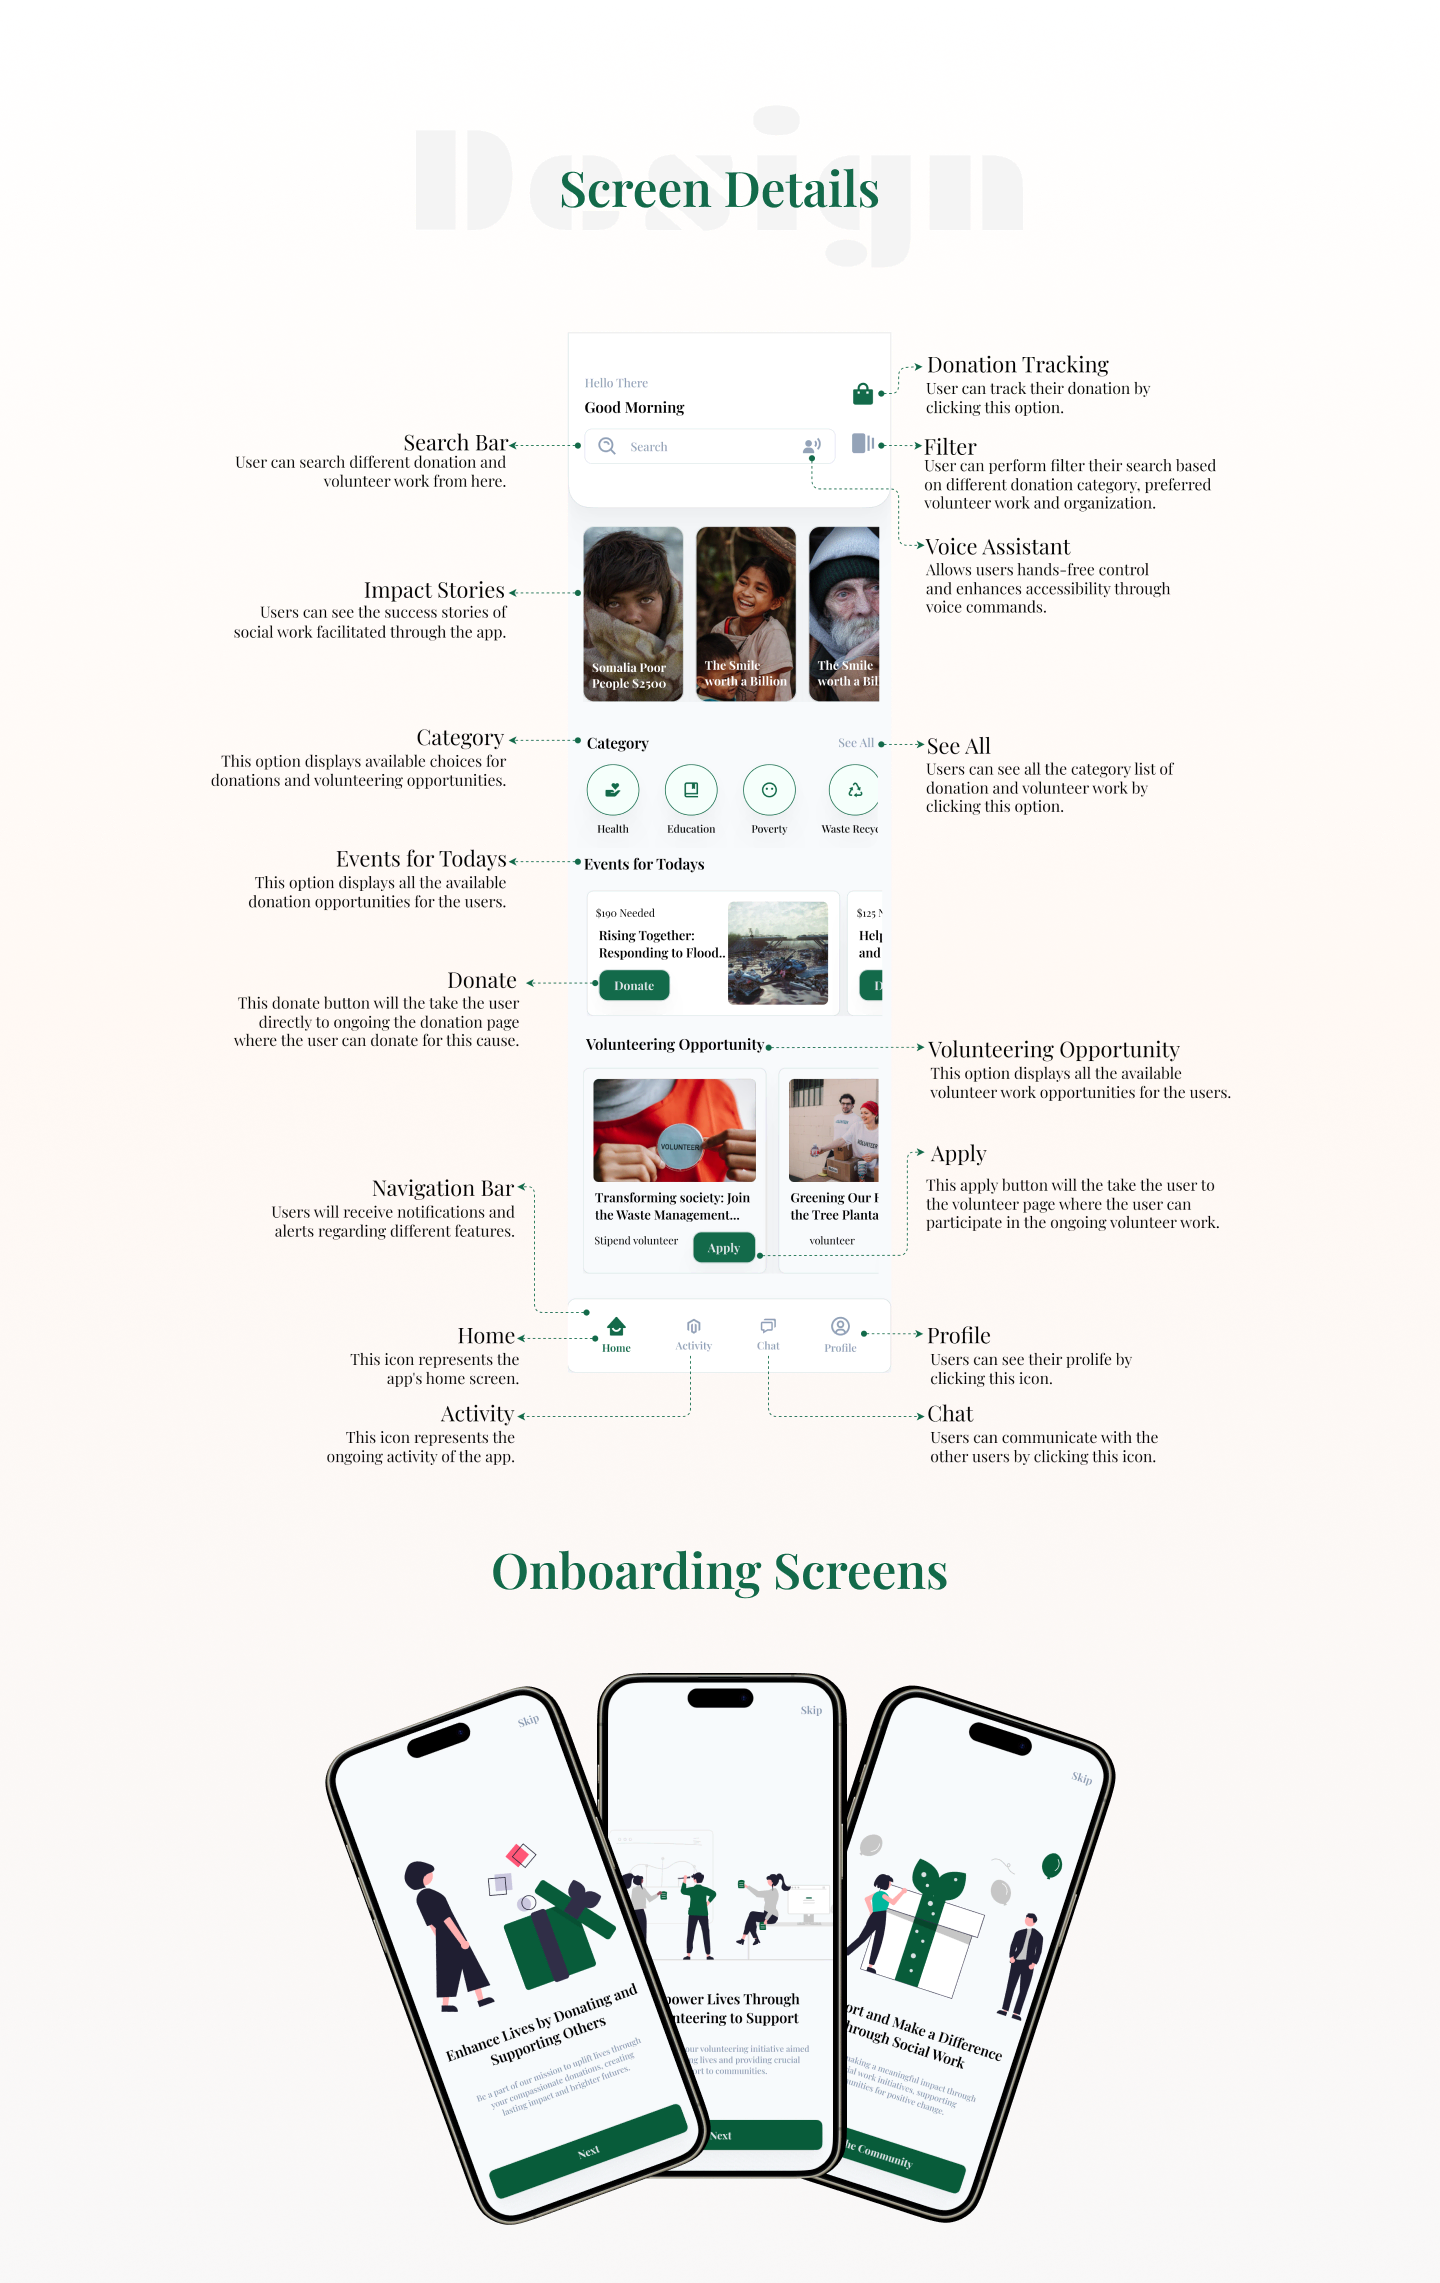 Design
Screen Details
Hello There
Good Morning
Search
Search Bar
User can search different donation and
volunteer work from here.
Donation Tracking
User can track their donation by
clicking this option.
Filter
User can perform filter their search based
on different donation category, preferred
volunteer work and organization.
Voice Assistant
Allows users hands-free control
and enhances accessibility through
voice commands.
Impact Stories
Users can see the success stories of
social work facilitated through the app.
Somalia Poor
People $2500
The Smile
worth a Billion
The Smile
worth a Bill
Category
This option displays available choices for
donations and volunteering opportunities.
Category
See All
See All
Users can see all the category list of
donation and volunteer work by
clicking this option.
Health
Education
Poverty
Waste Recyc
Events for Todays
This option displays all the available
donation opportunities for the users.
Events for Todays
$190 Needed
Rising Together:
Responding to Flood..
Donate
$125 N
Help
and
D
Donate
This donate button will the take the user
directly to ongoing the donation page
where the user can donate for this cause.
Volunteering Opportunity
Volunteering Opportunity
This option displays all the available
volunteer work opportunities for the users.
VOLUNTEER
Transforming society: Join
the Waste Management...
Stipend volunteer
Apply
Greening Our
the Tree Planta
volunteer
Apply
This apply button will the take the user to
the volunteer page where the user can
participate in the ongoing volunteer work.
Navigation Bar
Users will receive notifications and
alerts regarding different features.
Home
Activity
Chat
Profile
Home
This icon represents the
app's home screen.
Profile
Users can see their prolife by
clicking this icon.
Activity
This icon represents the
ongoing activity of the app.
Chat
Users can communicate with the
other users by clicking this icon.
Onboarding Screens
Skip
Enhance Lives by Donating and
Supporting Others
Be a part of our mission to uplift lives through
your compassionate donations, creating
lasting impact and brighter futures.
Next
Skip
power Lives Through
nteering to Support
our volunteering initiative aimed
ng lives and providing crucial
ort to communities.
Next
Skip
ort and Make a Difference
hrough Social Work
making a meaningful impact through
ial work initiatives, supporting
unities for positive change.
he Community